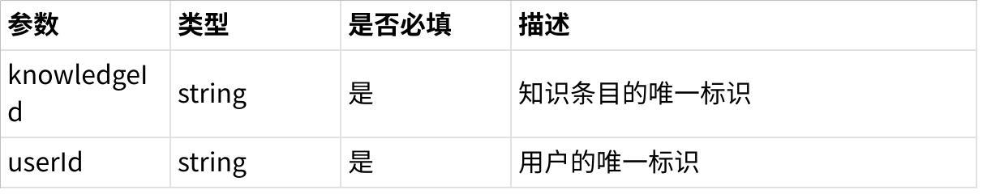 参数 类型 是否必填 描述
knowledgeI
d string 是 知识条目的唯一标识
userId string 是 用户的唯一标识